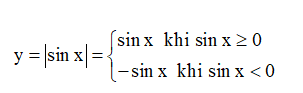 y = |sin x| = { sin x khi sin x ≥ 0
−sin x khi sin x < 0